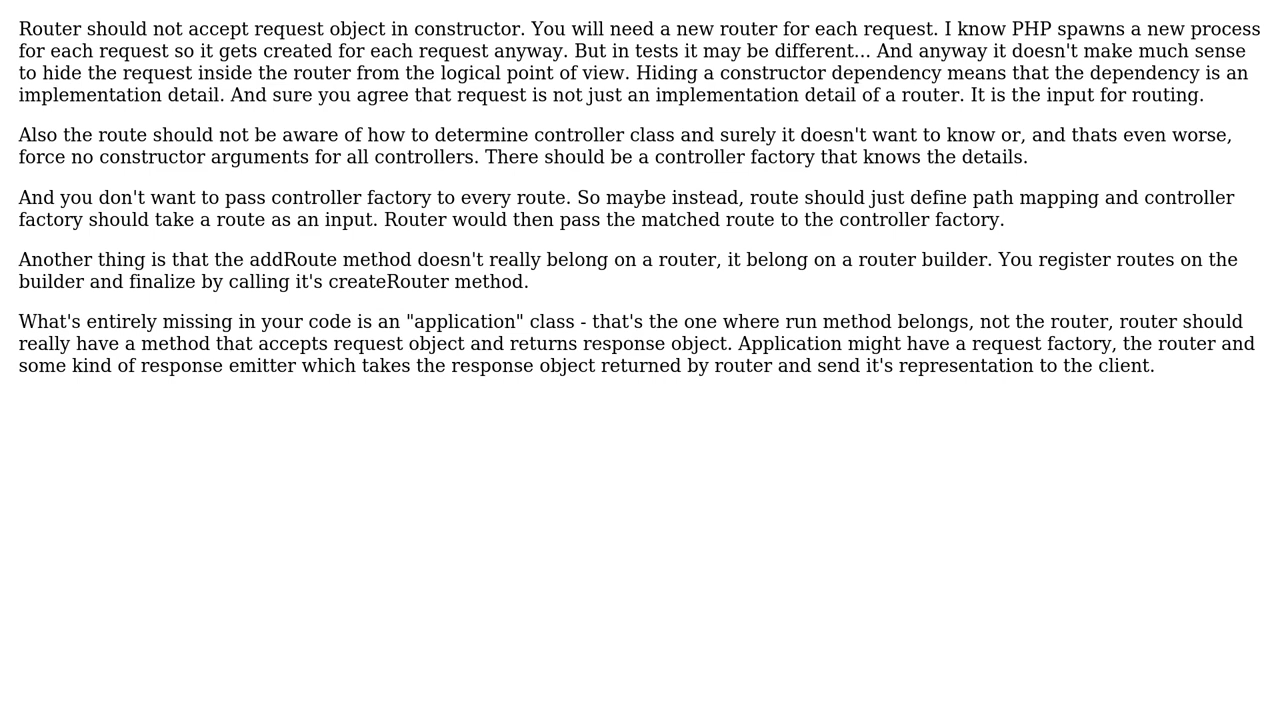 Router should not accept request object in constructor. You will need a new router for each request. I know PHP spawns a new process
for each request so it gets created for each request anyway. But in tests it may be different... And anyway it doesn't make much sense
to hide the request inside the router from the logical point of view. Hiding a constructor dependency means that the dependency is an
implementation detail. And sure you agree that request is not just an implementation detail of a router. It is the input for routing.
Also the route should not be aware of how to determine controller class and surely it doesn't want to know or, and thats even worse,
force no constructor arguments for all controllers. There should be a controller factory that knows the details.
And you don't want to pass controller factory to every route. So maybe instead, route should just define path mapping and controller
factory should take a route as an input. Router would then pass the matched route to the controller factory.
Another thing is that the addRoute method doesn't really belong on a router, it belong on a router builder. You register routes on the
builder and finalize by calling it's createRouter method.
What's entirely missing in your code is an "application" class - that's the one where run method belongs, not the router, router should
really have a method that accepts request object and returns response object. Application might have a request factory, the router and
some kind of response emitter which takes the response object returned by router and send it's representation to the client.